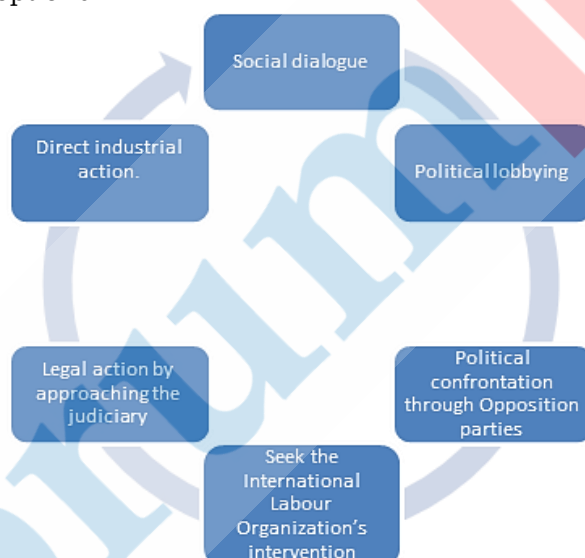 Social dialogue
Political lobbying
Political
confrontation
through Opposition
parties
Seek the
International
Labour
Organization's
intervention
Legal action by
approaching the
judiciary
Direct industrial
action.